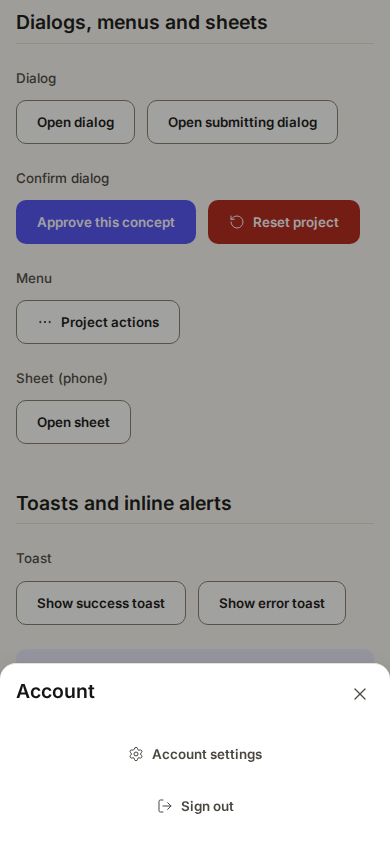 Dialogs, menus and sheets
Dialog
Open dialog
Open submitting dialog
Confirm dialog
Approve this concept
Reset project
Menu
Project actions
Sheet (phone)
Open sheet
Toasts and inline alerts
Toast
Show success toast
Show error toast
Account
Account settings
Sign out